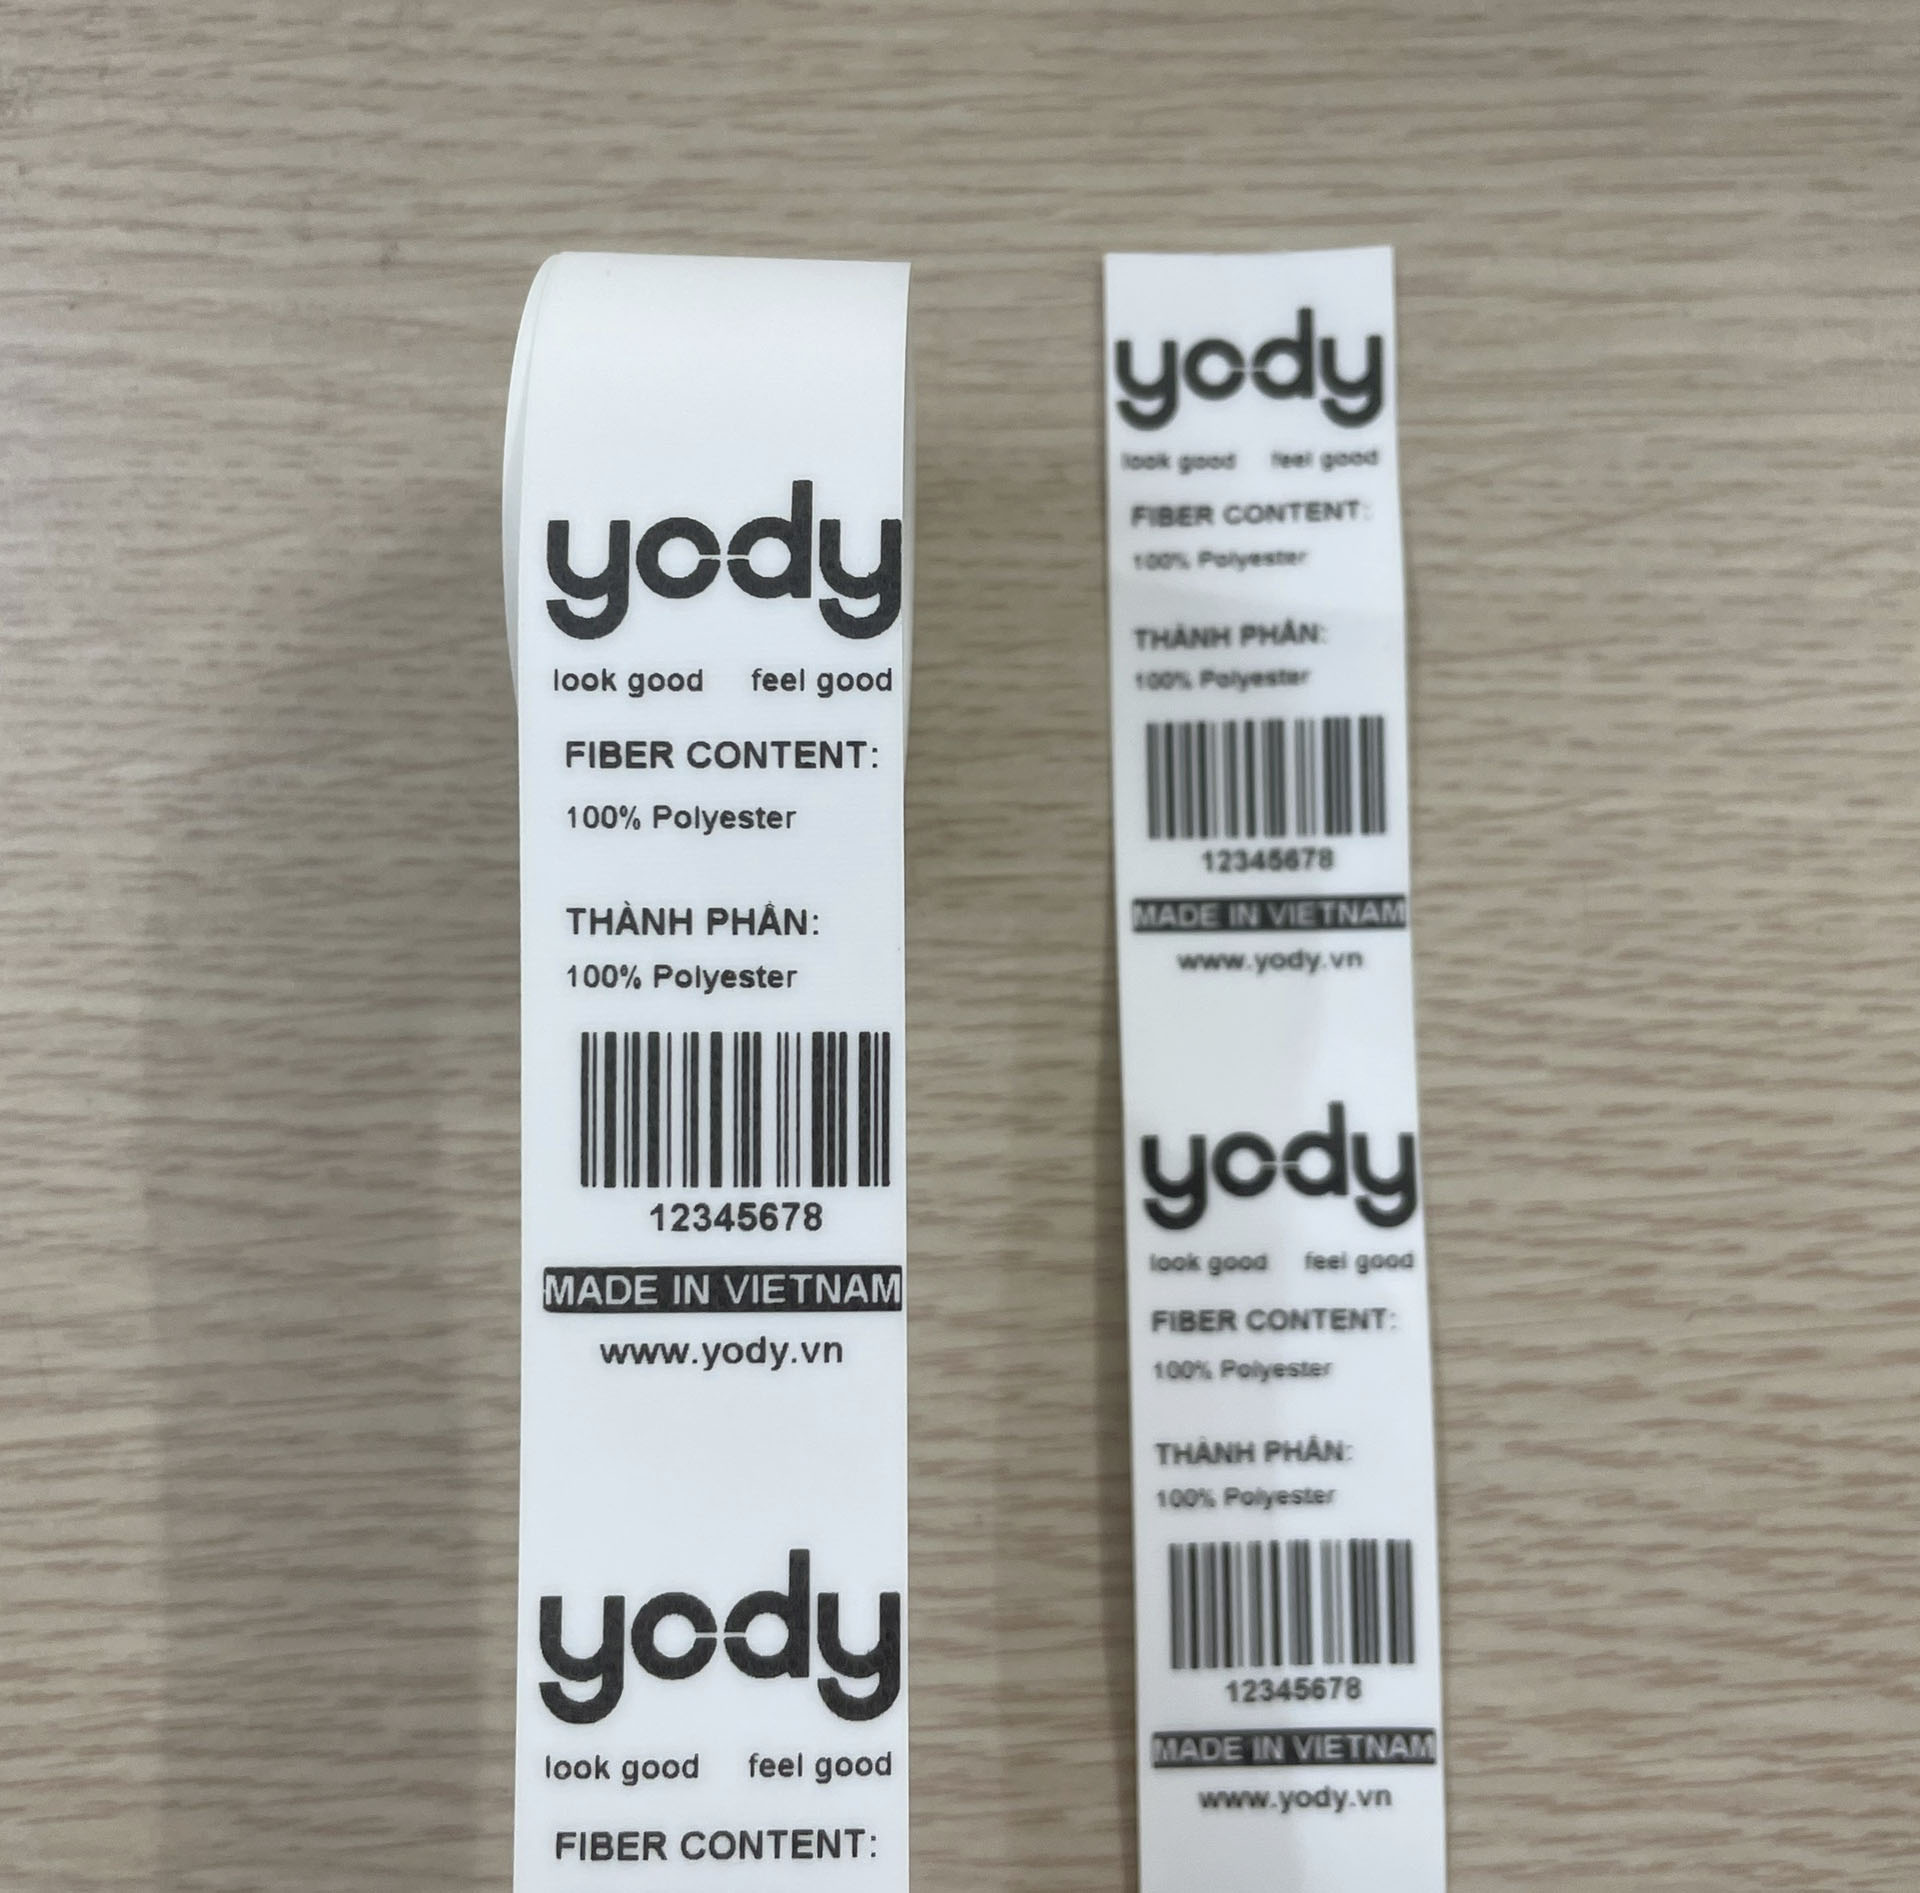 yody
look good feel good
FIBER CONTENT:
100% Polyester
THÀNH PHẦN:
100% Polyester
12345678
MADE IN VIETNAM
www.yody.vn
yody
look good feel good
FIBER CONTENT:
yody
look good feel good
FIBER CONTENT:
100% Polyester
THÀNH PHẦN:
100% Polyester
12345678
MADE IN VIETNAM
www.yody.vn
yody
look good feel good
FIBER CONTENT:
100% Polyester
THÀNH PHẦN:
100% Polyester
12345678
MADE IN VIETNAM
www.yody.vn